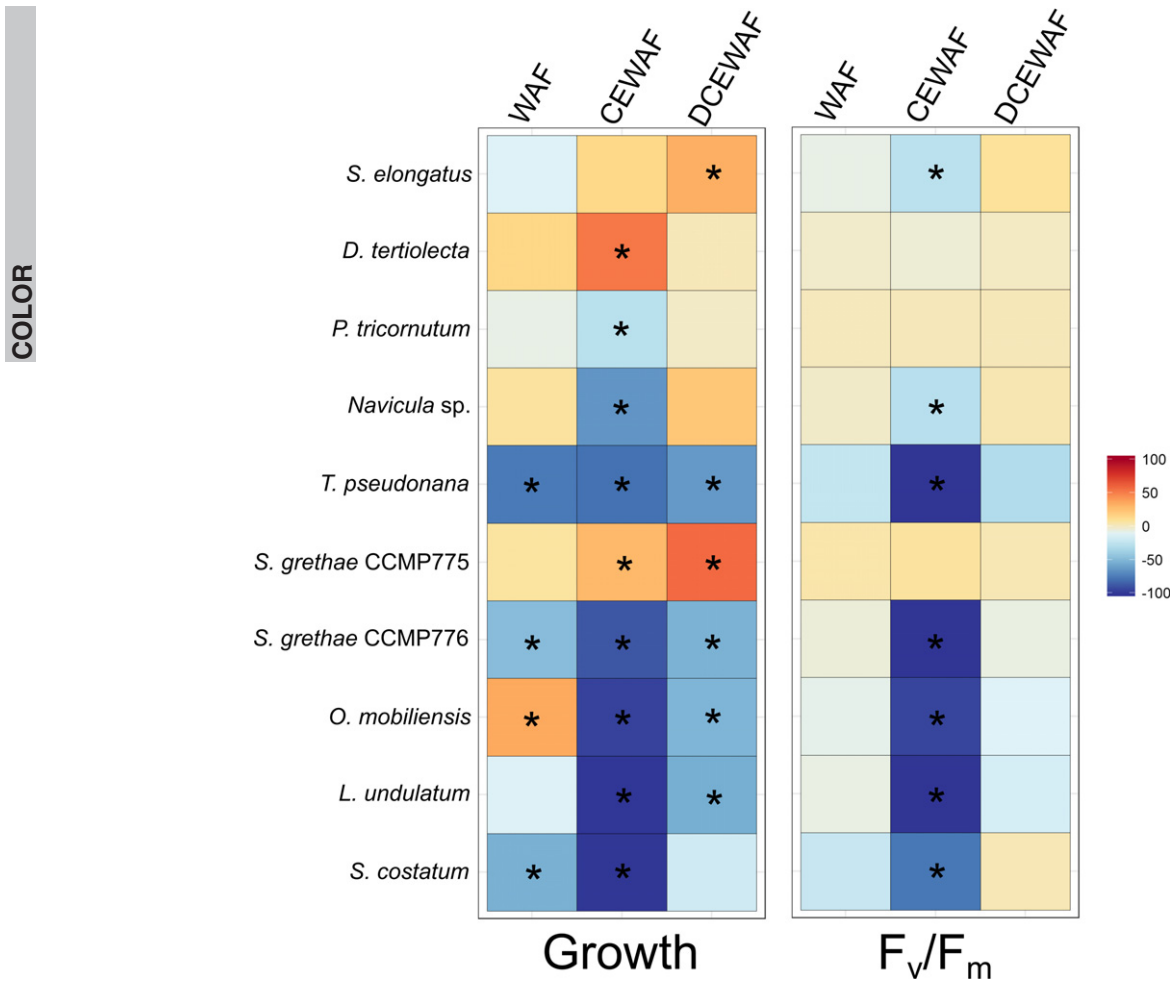 COLOR
WAF CEWAF DCEWAF WAF CEWAF DCEWAF
S. elongatus * *
D. tertiolecta *
P. tricornutum *
Navicula sp. * *
T. pseudonana * * * *
S. grethae CCMP775 * *
S. grethae CCMP776 * * * *
O. mobiliensis * * * *
L. undulatum * * *
S. costatum * * *
100
50
0
-50
-100
Growth Fv/Fm